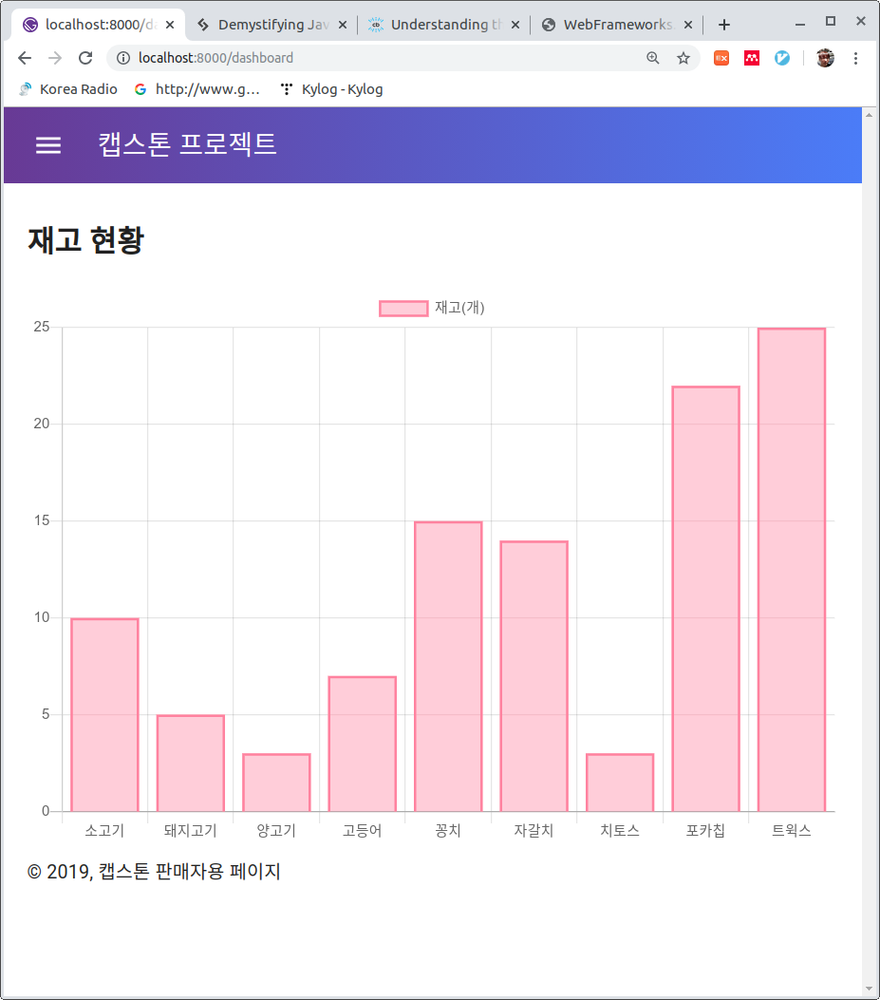 localhost:8000/da
Demystifying Jav
Understanding th
WebFrameworks.
localhost:8000/dashboard
Korea Radio
http://www.g...
Kylog - Kylog
캡스톤 프로젝트
재고 현황
재고(개)
25
20
15
10
5
0
소고기 돼지고기 양고기 고등어 꽁치 자갈치 치토스 포카칩 트윅스
© 2019, 캡스톤 판매자용 페이지